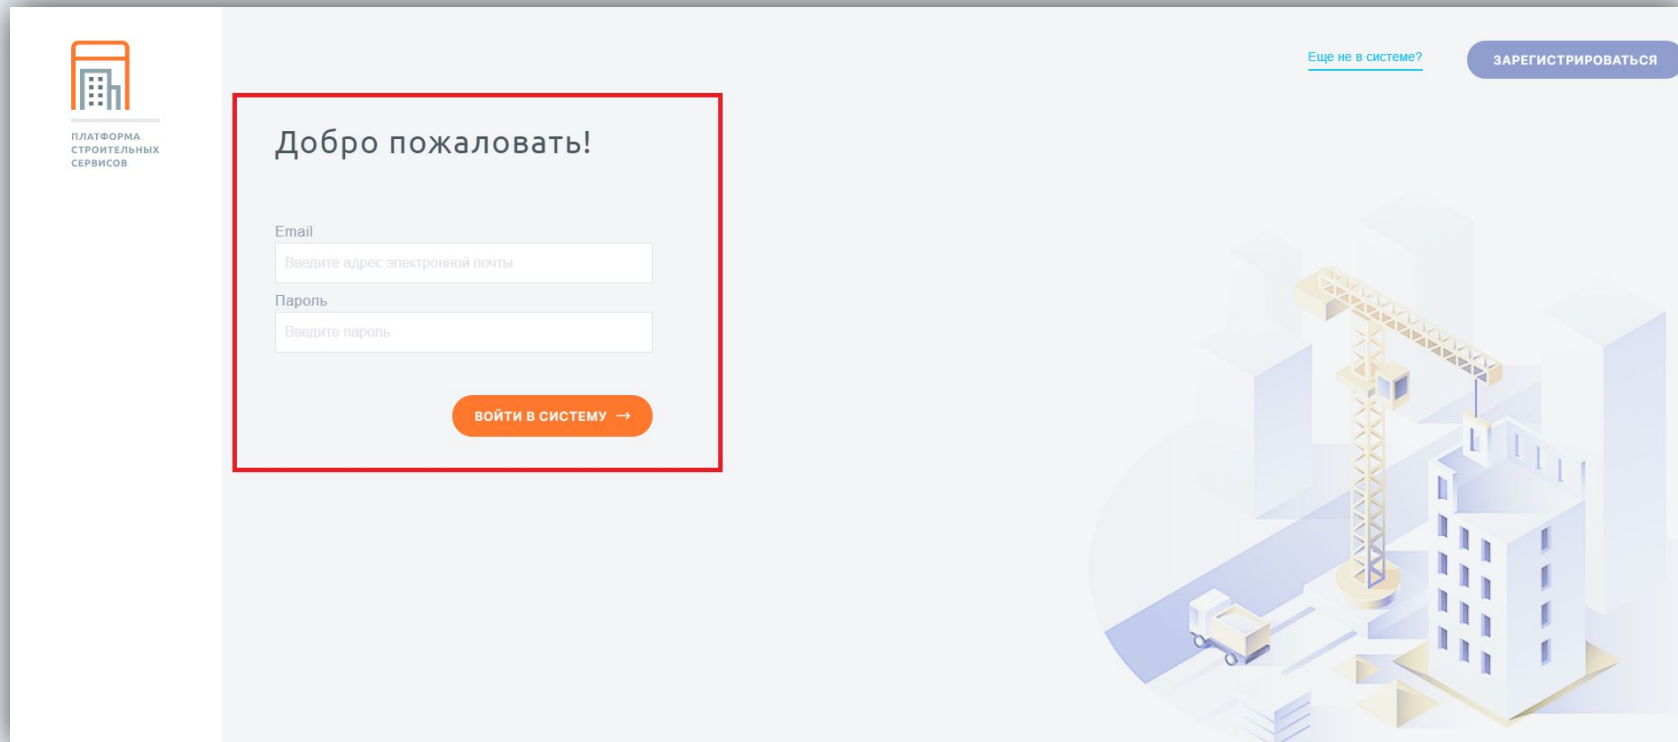 ПЛАТФОРМА
СТРОИТЕЛЬНЫХ
СЕРВИСОВ
Еще не в системе?
ЗАРЕГИСТРИРОВАТЬСЯ
Добро пожаловать!
Email
Введите адрес электронной почты
Пароль
Введите пароль
ВОЙТИ В СИСТЕМУ →